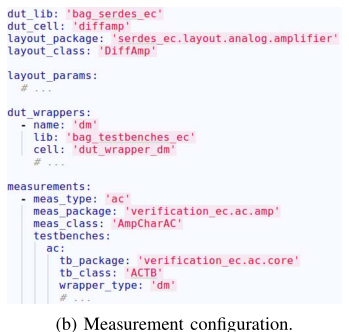 dut_lib: 'bag_serdes_ec'
dut_cell: 'diffamp'
layout_package: 'serdes_ec.layout.analog.amplifier'
layout_class: 'DiffAmp'
layout_params:
# ...
dut_wrappers:
- name: 'dm'
lib: 'bag_testbenches_ec'
cell: 'dut_wrapper_dm'
# ...
measurements:
- meas_type: 'ac'
meas_package: 'verification_ec.ac.amp'
meas_class: 'AmpCharAC'
testbenches:
ac:
tb_package: 'verification_ec.ac.core'
tb_class: 'ACTB'
wrapper_type: 'dm'
# ...
(b) Measurement configuration.